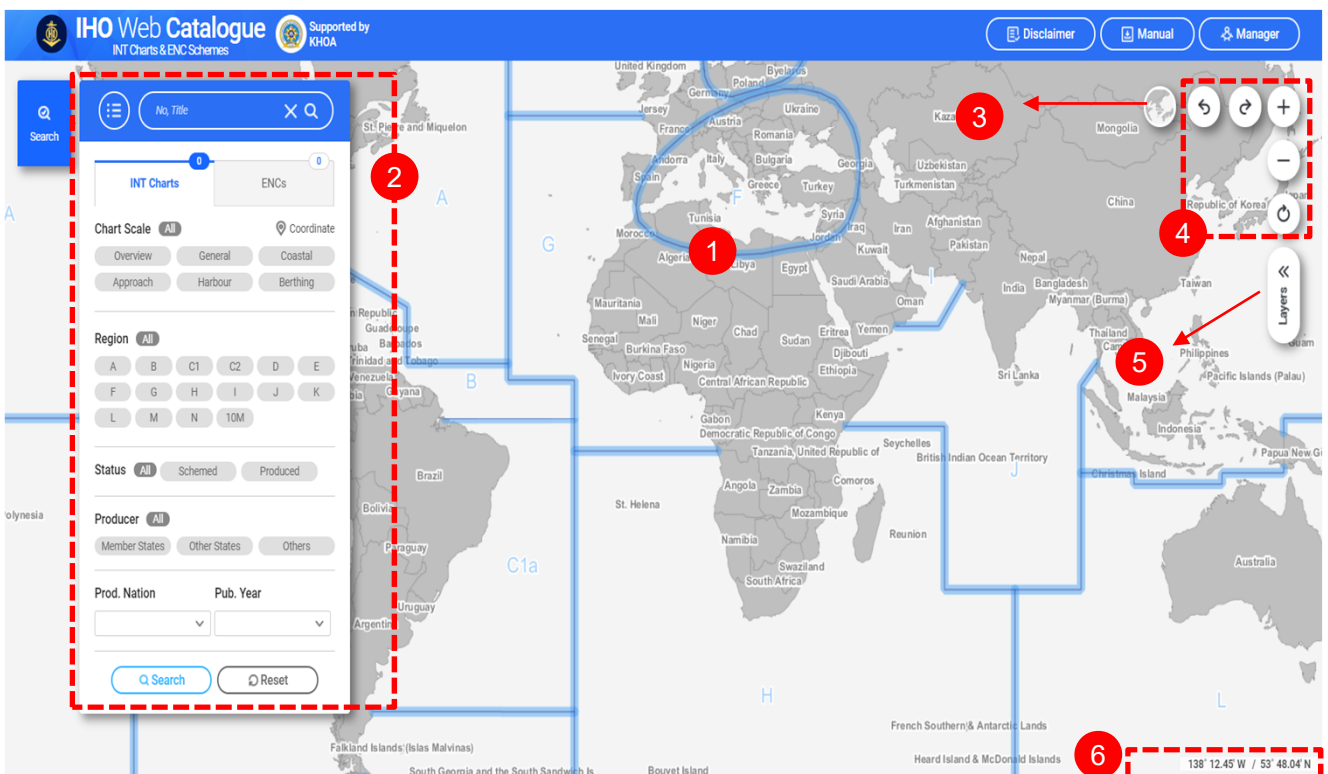 IHO Web Catalogue
INT Charts & ENC Schemes
Supported by
KHOA
Disclaimer
Manual
Manager
Search
No, Title
0
0
INT Charts
ENCs
Chart Scale All
Coordinate
Overview General Coastal
Approach Harbour Berthing
Region All
A B C1 C2 D E
F G H I J K
L M N 10M
Status All Schemed Produced
Producer All
Member States Other States Others
Prod. Nation Pub. Year
Search Reset
1
2
3
4
5
6
Layers
United Kingdom
Byelarus
Poland
Germany
Jersey
Ukraine
France
Austria
Romania
St. Pierre and Miquelon
Andorra
Italy
Bulgaria
Georgia
Spain
Greece
Turkey
Uzbekistan
Turkmenistan
Mongolia
China
Republic of Korea
Tunisia
Syria
Morocco
Jordan
Iraq
Iran
Afghanistan
Algeria
Libya
Egypt
Kuwait
Pakistan
Nepal
Saudi Arabia
India
Bangladesh
Myanmar (Burma)
Taiwan
Oman
Mauritania
Mali
Niger
Chad
Sudan
Eritrea
Yemen
Senegal
Burkina Faso
Djibouti
Nigeria
Ethiopia
Ivory Coast
Central African Republic
Thailand
Philippines
Guam
Sri Lanka
Pacific Islands (Palau)
Malaysia
Guadeloupe
Barbados
Trinidad and Tobago
Venezuela
Guyana
Gabon
Kenya
Democratic Republic of Congo
Tanzania, United Republic of
Seychelles
British Indian Ocean Territory
Indonesia
Papua New G
Christmas Island
Brazil
Angola
Zambia
Comoros
St. Helena
Mozambique
Bolivia
Namibia
Reunion
Paraguay
Swaziland
South Africa
Australia
Uruguay
Argentin
olynesia
Falkland Islands (Islas Malvinas)
South Georgia and the South Sandwich Is
Bouvet Island
French Southern & Antarctic Lands
Heard Island & McDonald Islands
A
A
B
C1a
F
G
H
I
J
L
138° 12.45' W / 53° 48.04' N